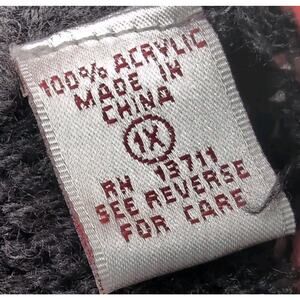 100% ACRYLIC
MADE IN
CHINA
1X
RN 13711
SEE REVERSE
FOR CARE